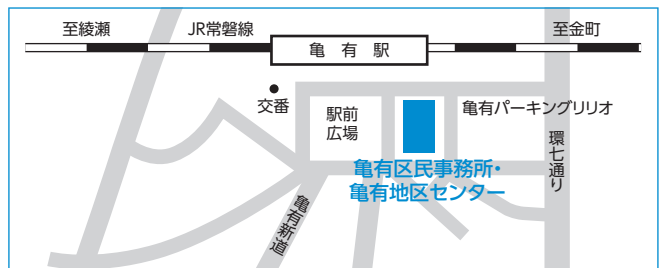 至綾瀬
JR常磐線
亀有駅
至金町
交番
駅前
広場
亀有パーキングリリオ
環七通り
亀有区民事務所・
亀有地区センター
亀有新道